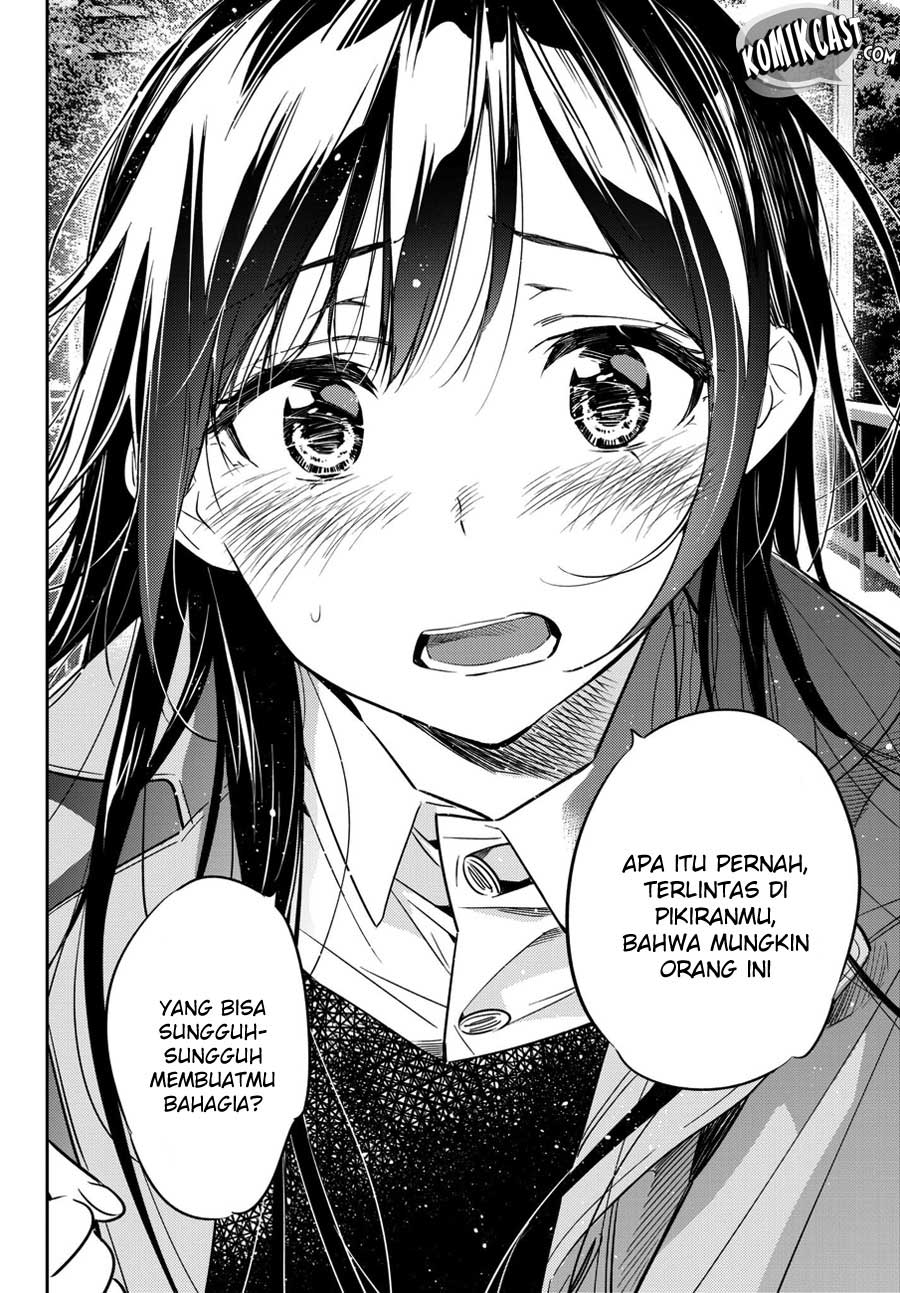 KOMIKCAST
.COM
APA ITU PERNAH,
TERLINTAS DI
PIKIRANMU,
BAHWA MUNGKIN
ORANG INI
YANG BISA
SUNGGUH-
SUNGGUH
MEMBUATMU
BAHAGIA?